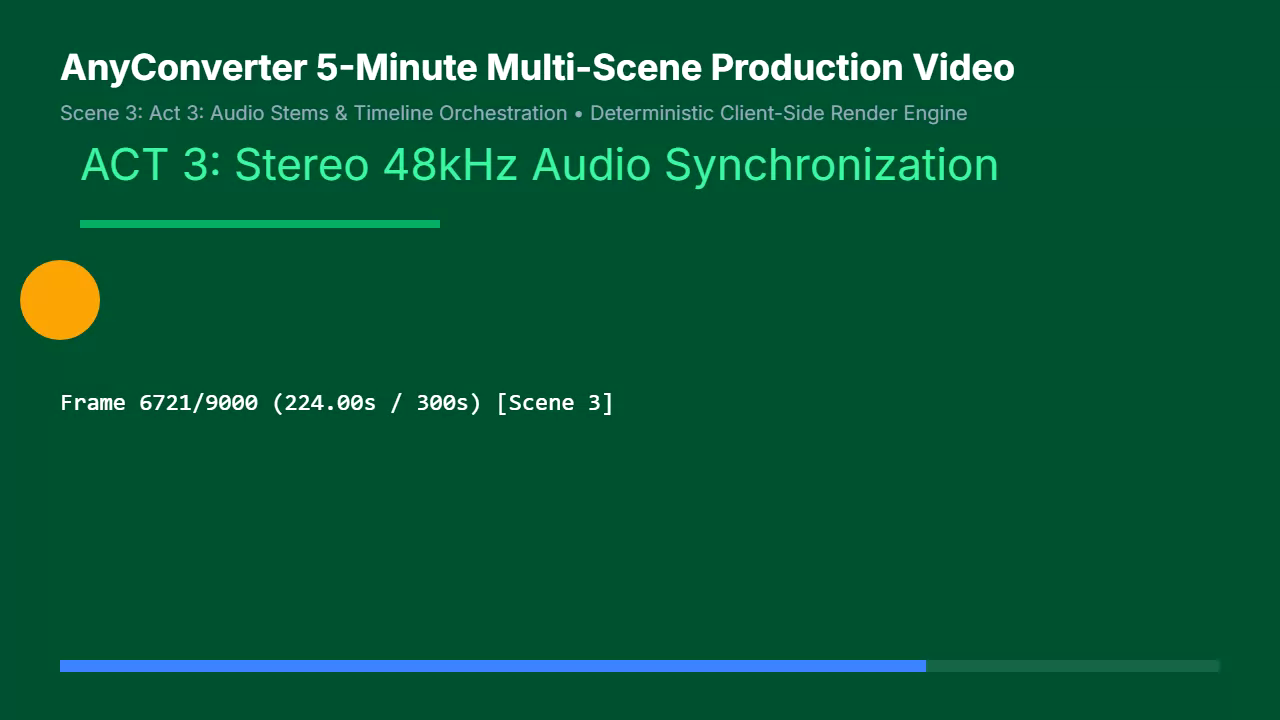 AnyConverter 5-Minute Multi-Scene Production Video
Scene 3: Act 3: Audio Stems & Timeline Orchestration • Deterministic Client-Side Render Engine
ACT 3: Stereo 48kHz Audio Synchronization
Frame 6721/9000 (224.00s / 300s) [Scene 3]